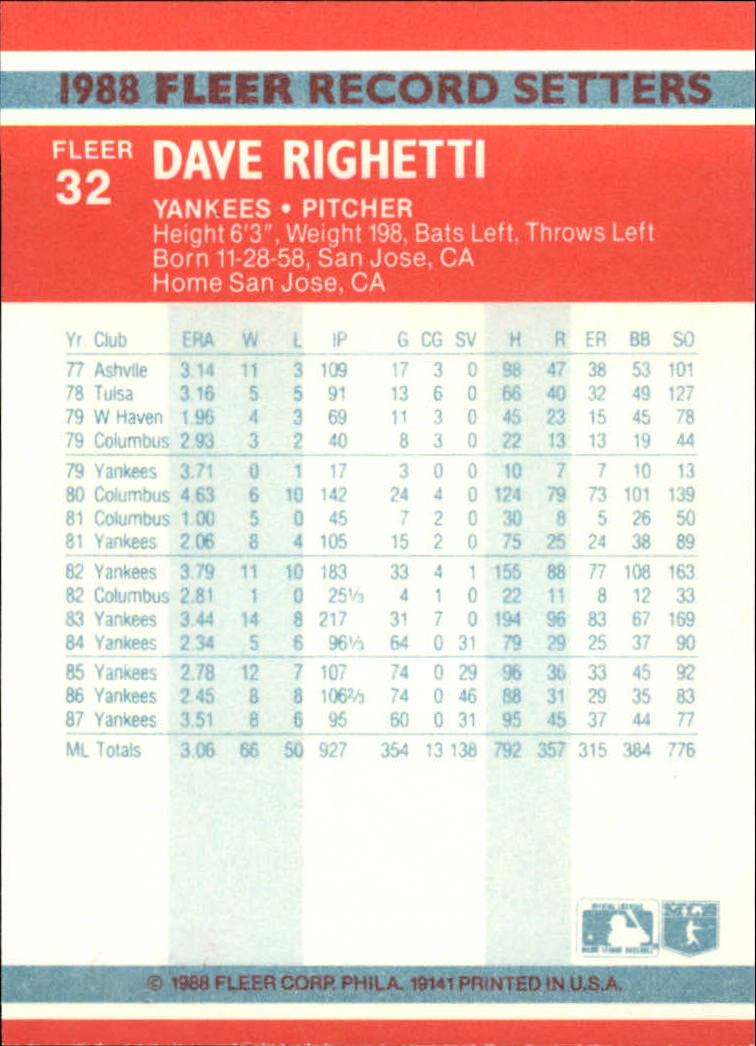 1988 FLEER RECORD SETTERS
FLEER
32
DAVE RIGHETTI
YANKEES • PITCHER
Height 6'3", Weight 198, Bats Left, Throws Left
Born 11-28-58, San Jose, CA
Home San Jose, CA
Yr. Club ERA W L IP G CG SV H R ER BB SO
77 Ashvlle 3.14 11 3 109 17 3 0 98 47 38 53 101
78 Tulsa 3.16 5 5 91 13 6 0 66 40 32 49 127
79 W Haven 1.96 4 3 69 11 3 0 45 23 15 45 78
79 Columbus 2.93 3 2 40 8 3 0 22 13 13 19 44
79 Yankees 3.71 0 1 17 3 0 0 10 7 7 10 13
80 Columbus 4.63 6 10 142 24 4 0 124 79 73 101 139
81 Columbus 1.00 5 0 45 7 2 0 30 8 5 26 50
81 Yankees 2.06 8 4 105 15 2 0 75 25 24 38 89
82 Yankees 3.79 11 10 183 33 4 1 155 88 77 108 163
82 Columbus 2.81 1 0 25⅓ 4 1 0 22 11 8 12 33
83 Yankees 3.44 14 8 217 31 7 0 194 96 83 67 169
84 Yankees 2.34 5 6 96⅓ 64 0 31 79 29 25 37 90
85 Yankees 2.78 12 7 107 74 0 29 96 36 33 45 92
86 Yankees 2.45 8 8 106⅔ 74 0 46 88 31 29 35 83
87 Yankees 3.51 8 6 95 60 0 31 95 45 37 44 77
ML Totals 3.06 66 50 927 354 13 138 792 357 315 384 776
© 1988 FLEER CORP. PHILA. 19141 PRINTED IN U.S.A.